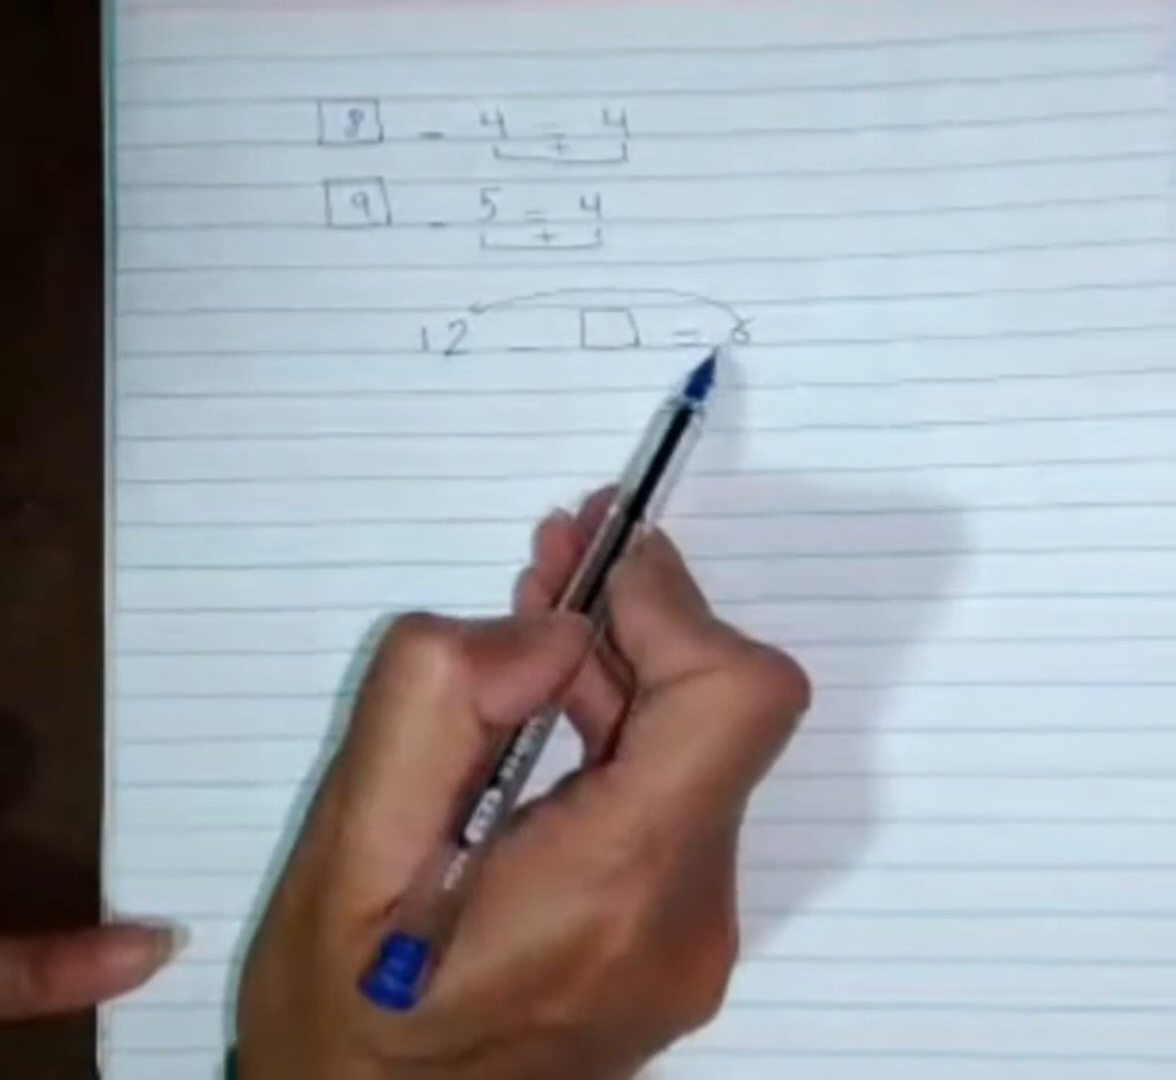 8 - 4 = 4
+
9 - 5 = 4
+
12 - □ = 8